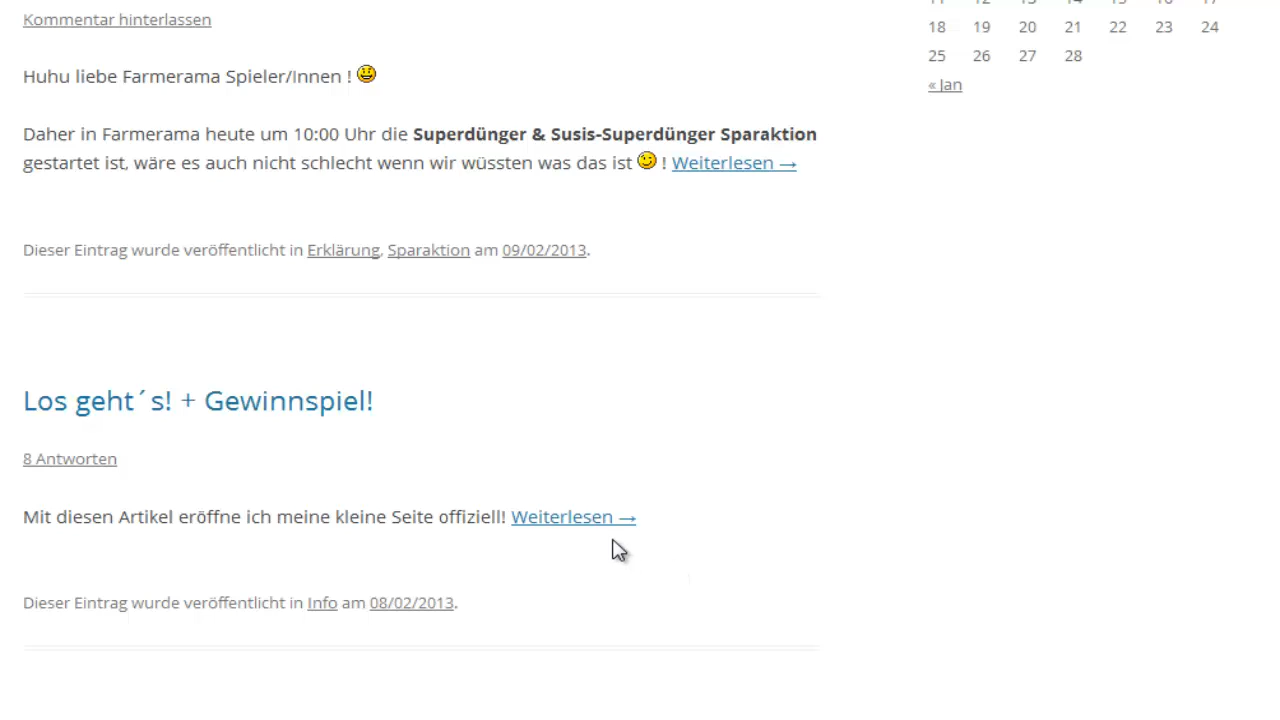 Kommentar hinterlassen
Huhu liebe Farmerama Spieler/Innen !
Daher in Farmerama heute um 10:00 Uhr die Superdünger & Susis-Superdünger Sparaktion
gestartet ist, wäre es auch nicht schlecht wenn wir wüssten was das ist ! Weiterlesen →
Dieser Eintrag wurde veröffentlicht in Erklärung, Sparaktion am 09/02/2013.
Los geht´s! + Gewinnspiel!
8 Antworten
Mit diesen Artikel eröffne ich meine kleine Seite offiziell! Weiterlesen →
Dieser Eintrag wurde veröffentlicht in Info am 08/02/2013.
18 19 20 21 22 23 24
25 26 27 28
« Jan